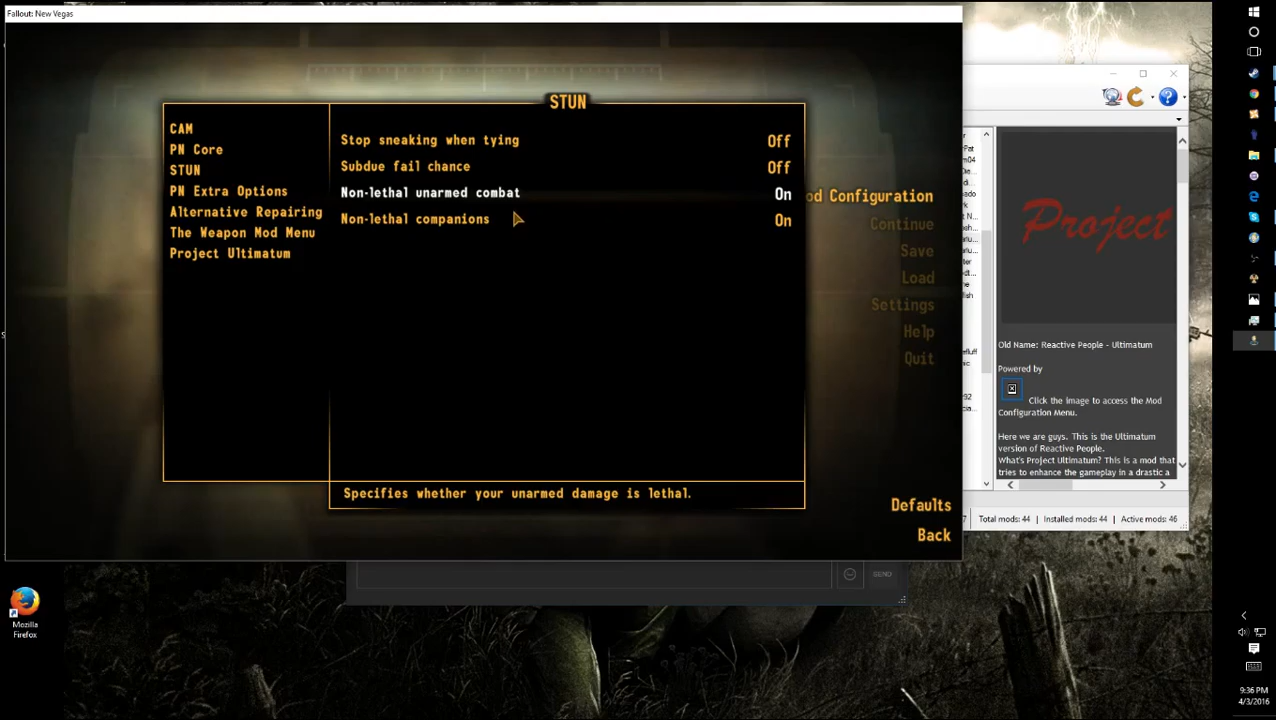 Fallout: New Vegas
STUN
CAM
PN Core
STUN
PN Extra Options
Alternative Repairing
The Weapon Mod Menu
Project Ultimatum
Stop sneaking when tying Off
Subdue fail chance Off
Non-lethal unarmed combat On
Non-lethal companions On
Specifies whether your unarmed damage is lethal.
od Configuration
Continue
Save
Load
Settings
Help
Quit
Defaults
Back
Project
Old Name: Reactive People - Ultimatum
Powered by
Click the image to access the Mod
Configuration Menu.
Here we are guys. This is the Ultimatum
version of Reactive People.
What's Project Ultimatum? This is a mod that
tries to enhance the gameplay in a drastic a
Total mods: 44 Installed mods: 44 Active mods: 46
SEND
Mozilla
Firefox
9:36 PM
4/3/2016